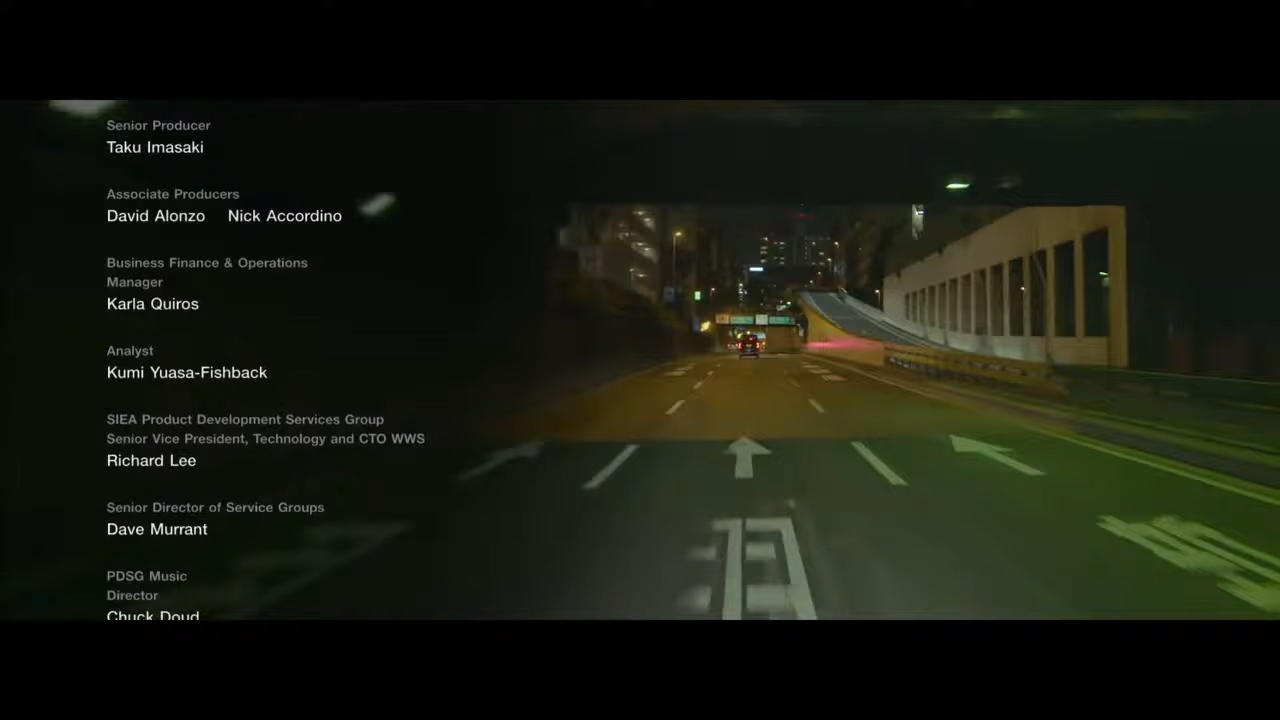 Senior Producer
Taku Imasaki
Associate Producers
David Alonzo Nick Accordino
Business Finance & Operations
Manager
Karla Quiros
Analyst
Kumi Yuasa-Fishback
SIEA Product Development Services Group
Senior Vice President, Technology and CTO WWS
Richard Lee
Senior Director of Service Groups
Dave Murrant
PDSG Music
Director
Chuck Doud